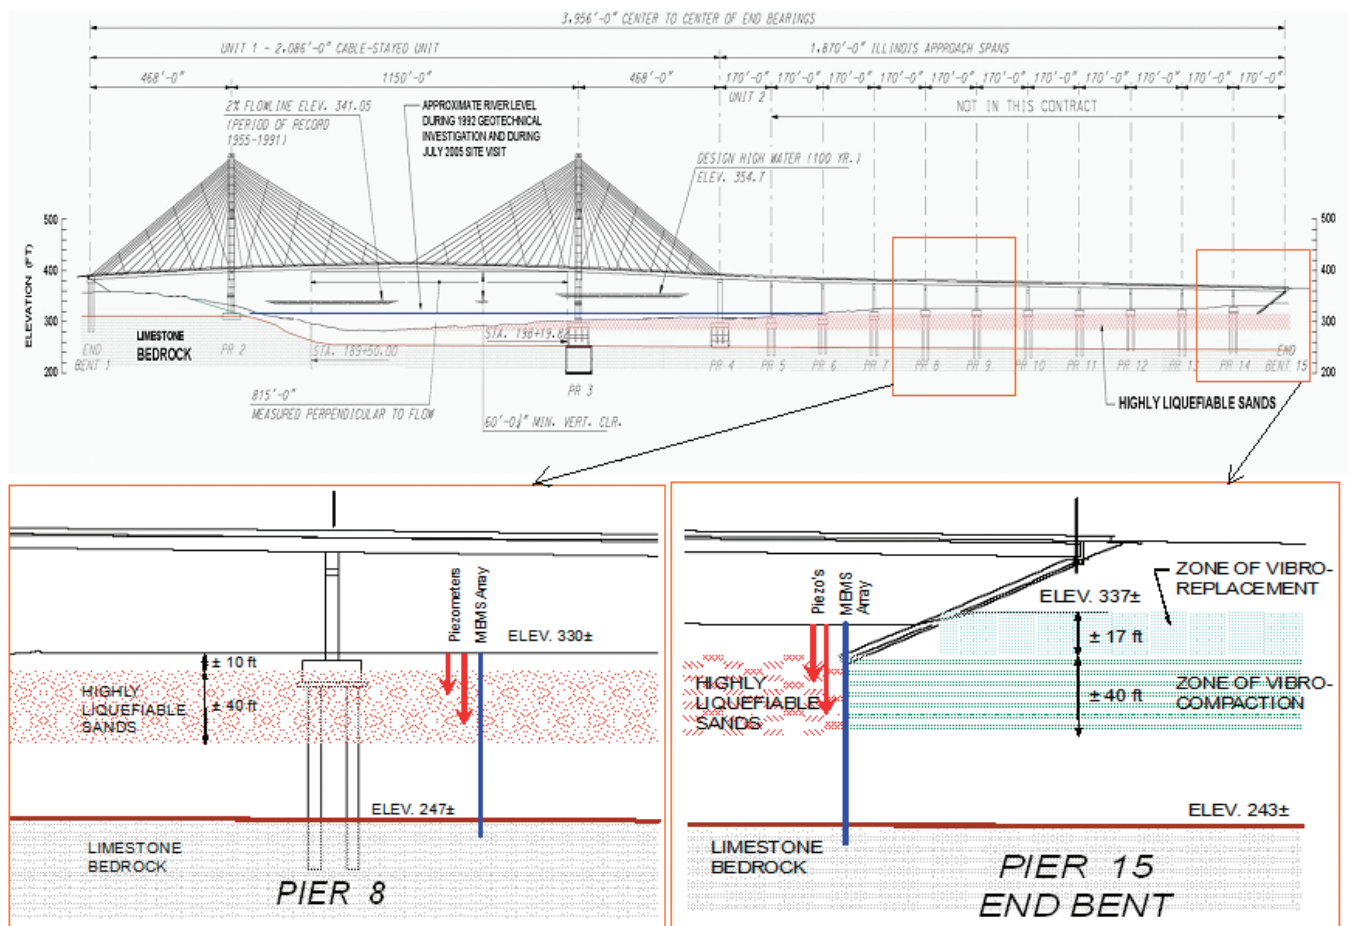 3,956'-0" CENTER TO CENTER OF END BEARINGS
UNIT 1 - 2,086'-0" CABLE-STAYED UNIT
1,870'-0" ILLINOIS APPROACH SPANS
468'-0"
1150'-0"
468'-0"
170'-0" 170'-0" 170'-0" 170'-0" 170'-0" 170'-0" 170'-0" 170'-0" 170'-0" 170'-0" 170'-0"
UNIT 2
NOT IN THIS CONTRACT
2% FLOWLINE ELEV. 341.05
(PERIOD OF RECORD
1955-1991)
APPROXIMATE RIVER LEVEL
DURING 1992 GEOTECHNICAL
INVESTIGATION AND DURING
JULY 2005 SITE VISIT
DESIGN HIGH WATER (100 YR.)
ELEV. 354.7
ELEVATION (FT)
500
400
300
200
500
400
300
200
LIMESTONE
BEDROCK
END
BENT 1
PR 2
STA. 189+50.00
STA. 198+19.82
PR 3
PR 4
PR 5
PR 6
PR 7
PR 8
PR 9
PR 10
PR 11
PR 12
PR 13
PR 14
END
BENT 15
815'-0"
MEASURED PERPENDICULAR TO FLOW
60'-0½" MIN. VERT. CLR.
HIGHLY LIQUEFIABLE SANDS
Piezometers
MEMS Array
ELEV. 330±
± 10 ft
± 40 ft
HIGHLY
LIQUEFIABLE
SANDS
ELEV. 247±
LIMESTONE
BEDROCK
PIER 8
Piezo's
MEMS
Array
ZONE OF VIBRO-
REPLACEMENT
ELEV. 337±
± 17 ft
HIGHLY
LIQUEFIABLE
SANDS
± 40 ft
ZONE OF VIBRO-
COMPACTION
ELEV. 243±
LIMESTONE
BEDROCK
PIER 15
END BENT